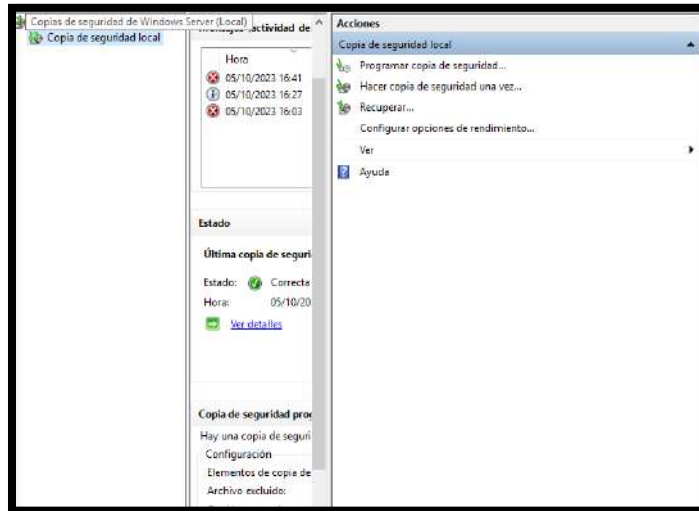 Copias de seguridad de Windows Server (Local)
Copia de seguridad local
actividad de
Hora
05/10/2023 16:41
05/10/2023 16:27
05/10/2023 16:03
Estado
Última copia de seguri
Estado: Correcta
Hora: 05/10/20
Ver detalles
Copia de seguridad prog
Hay una copia de seguri
Configuración
Elementos de copia de
Archivo excluido:
Acciones
Copia de seguridad local
Programar copia de seguridad...
Hacer copia de seguridad una vez...
Recuperar...
Configurar opciones de rendimiento...
Ver
Ayuda